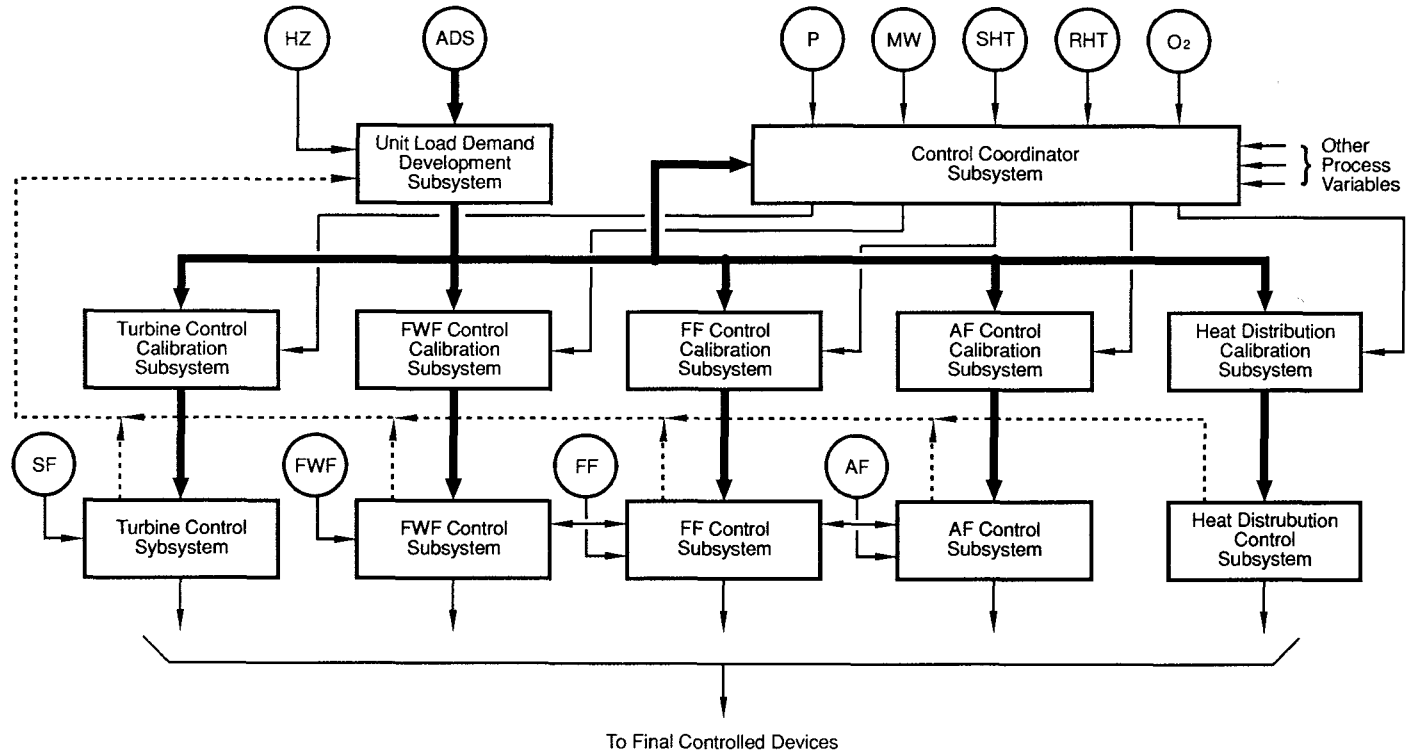 HZ
ADS
P
MW
SHT
RHT
O2
Unit Load Demand
Development
Subsystem
Control Coordinator
Subsystem
Other
Process
Variables
Turbine Control
Calibration
Subsystem
FWF Control
Calibration
Subsystem
FF Control
Calibration
Subsystem
AF Control
Calibration
Subsystem
Heat Distribution
Calibration
Subsystem
SF
FWF
FF
AF
Turbine Control
Sybsystem
FWF Control
Subsystem
FF Control
Subsystem
AF Control
Subsystem
Heat Distrubution
Control
Subsystem
To Final Controlled Devices